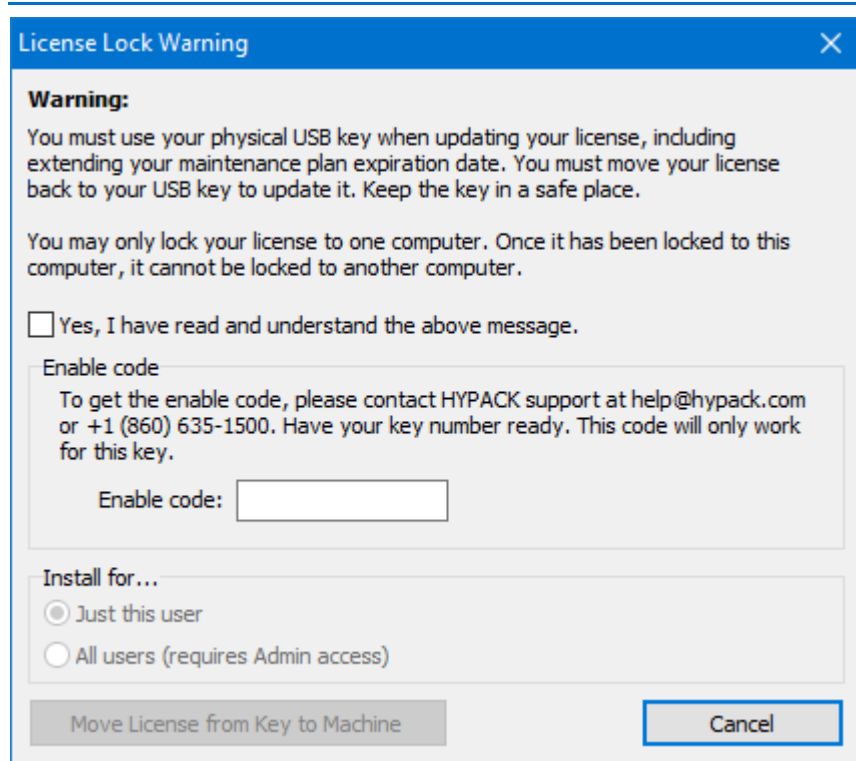 License Lock Warning
Warning:
You must use your physical USB key when updating your license, including
extending your maintenance plan expiration date. You must move your license
back to your USB key to update it. Keep the key in a safe place.
You may only lock your license to one computer. Once it has been locked to this
computer, it cannot be locked to another computer.
Yes, I have read and understand the above message.
Enable code
To get the enable code, please contact HYPACK support at help@hypack.com
or +1 (860) 635-1500. Have your key number ready. This code will only work
for this key.
Enable code:
Install for...
Just this user
All users (requires Admin access)
Move License from Key to Machine
Cancel